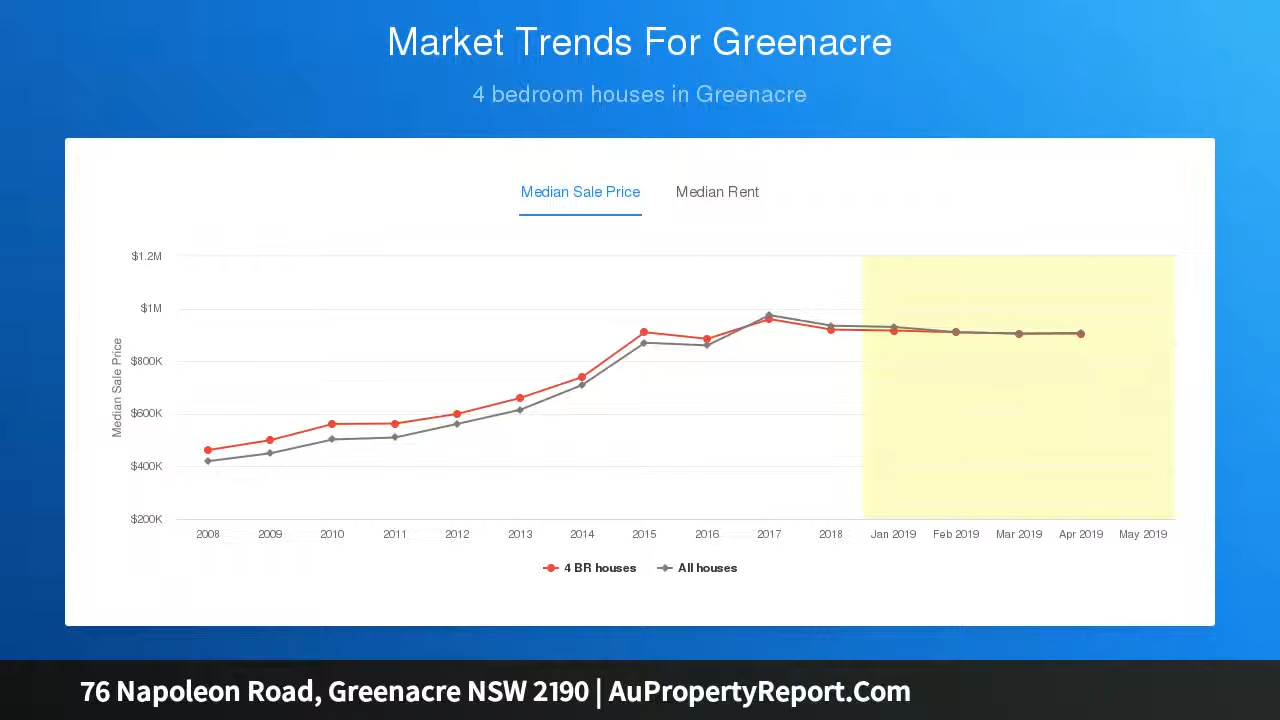 Market Trends For Greenacre
4 bedroom houses in Greenacre
Median Sale Price Median Rent
Median Sale Price
$1.2M
$1M
$800K
$600K
$400K
$200K
2008 2009 2010 2011 2012 2013 2014 2015 2016 2017 2018 Jan 2019 Feb 2019 Mar 2019 Apr 2019 May 2019
4 BR houses All houses
76 Napoleon Road, Greenacre NSW 2190 | AuPropertyReport.Com